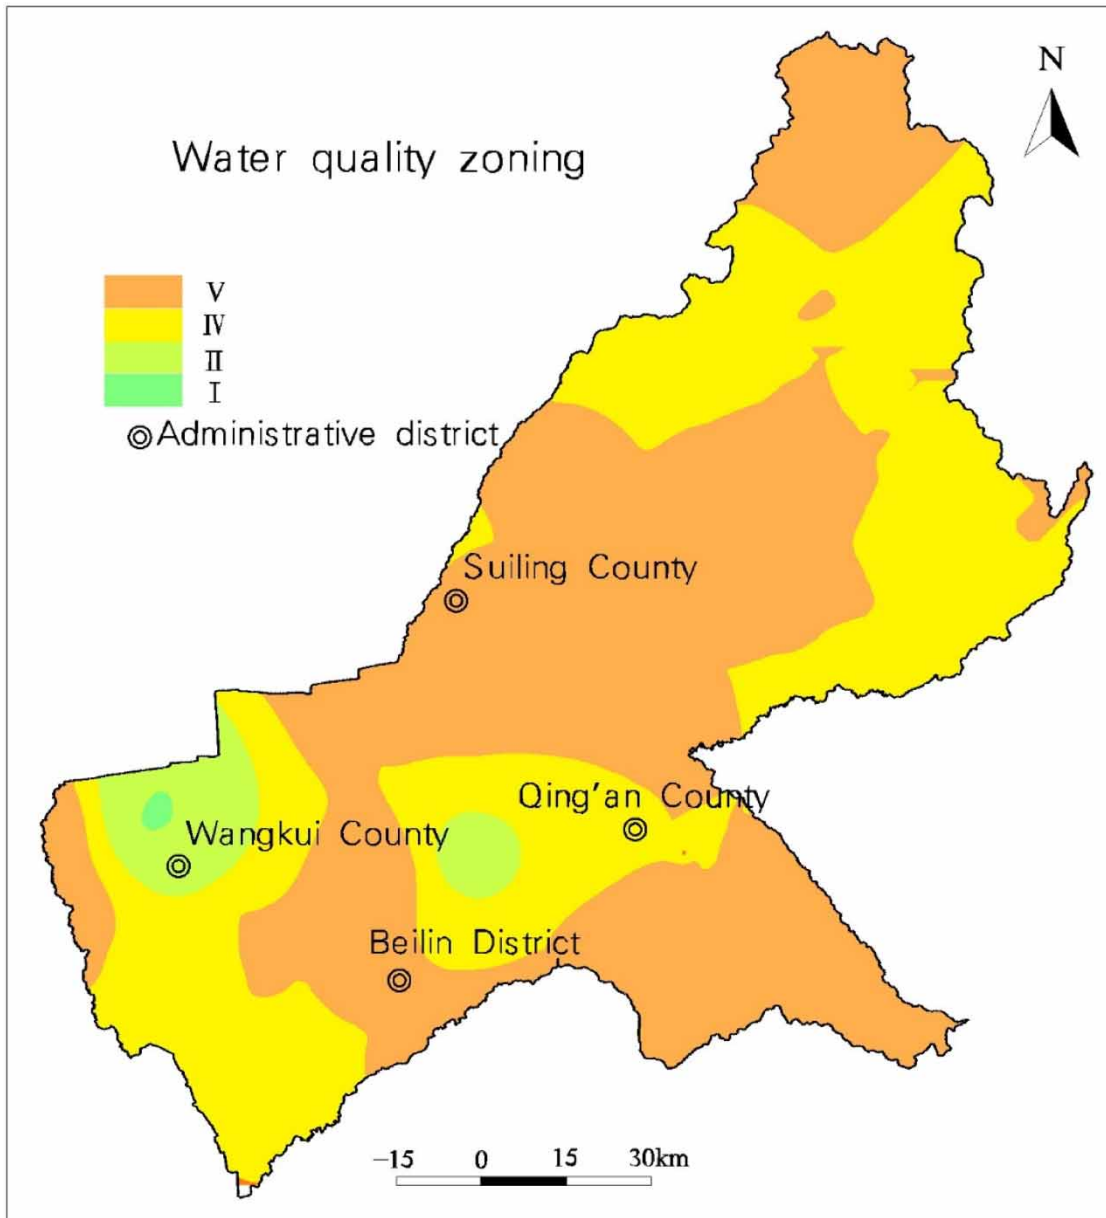 N
Water quality zoning
V
IV
II
I
Administrative district
Suiling County
Qing'an County
Wangkui County
Beilin District
-15 0 15 30km